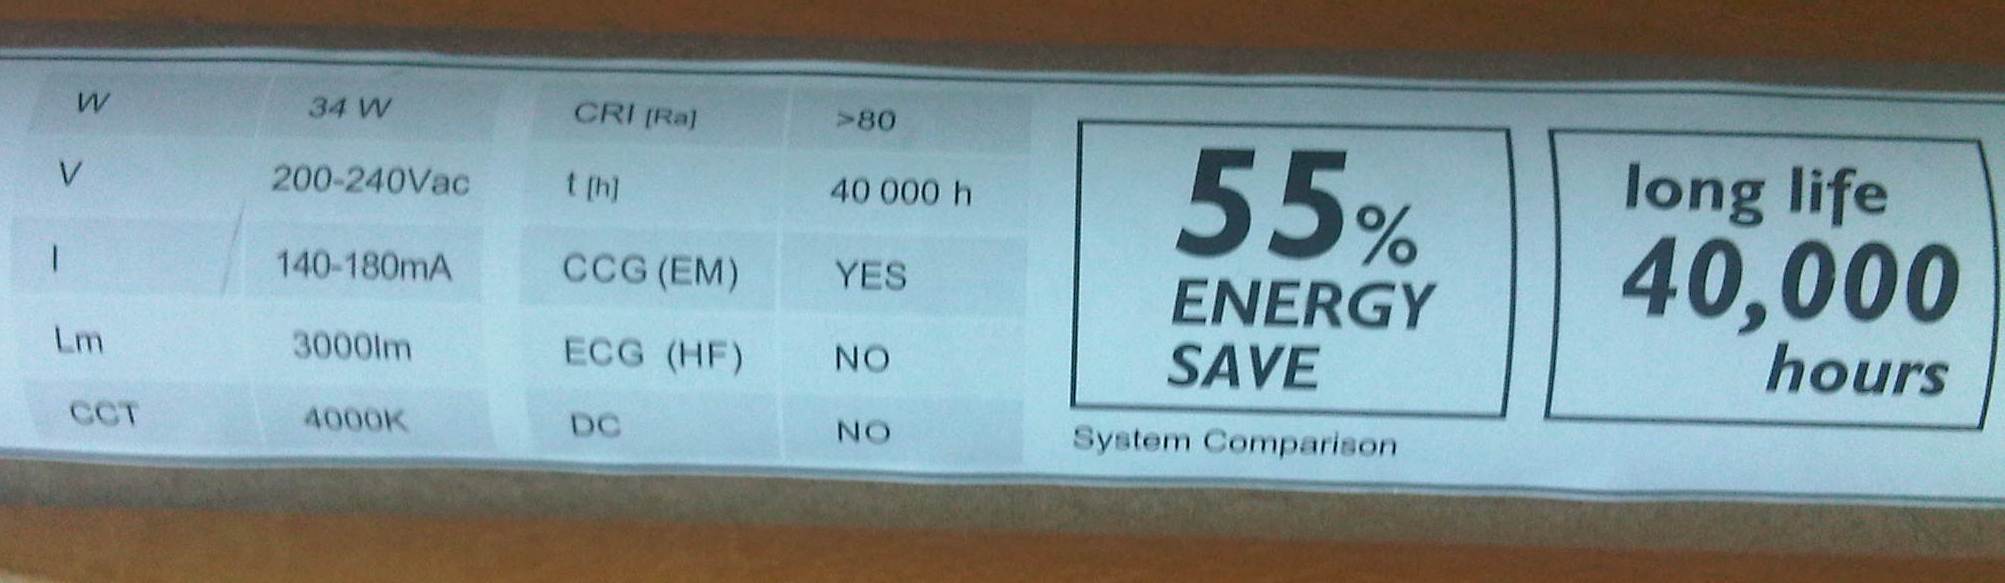 W 34 W CRI [Ra] >80
V 200-240Vac t [h] 40 000 h
I 140-180mA CCG (EM) YES
Lm 3000lm ECG (HF) NO
CCT 4000K DC NO
55%
ENERGY
SAVE
System Comparison
long life
40,000
hours